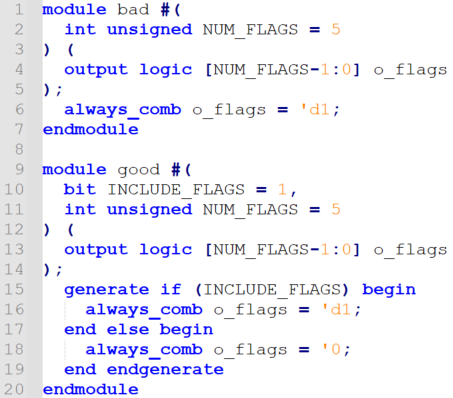 1 module bad #(
2   int unsigned NUM_FLAGS = 5
3 ) (
4   output logic [NUM_FLAGS-1:0] o_flags
5 );
6   always_comb o_flags = 'd1;
7 endmodule
8
9 module good #(
10   bit INCLUDE_FLAGS = 1,
11   int unsigned NUM_FLAGS = 5
12 ) (
13   output logic [NUM_FLAGS-1:0] o_flags
14 );
15   generate if (INCLUDE_FLAGS) begin
16     always_comb o_flags = 'd1;
17   end else begin
18     always_comb o_flags = '0;
19   end endgenerate
20 endmodule